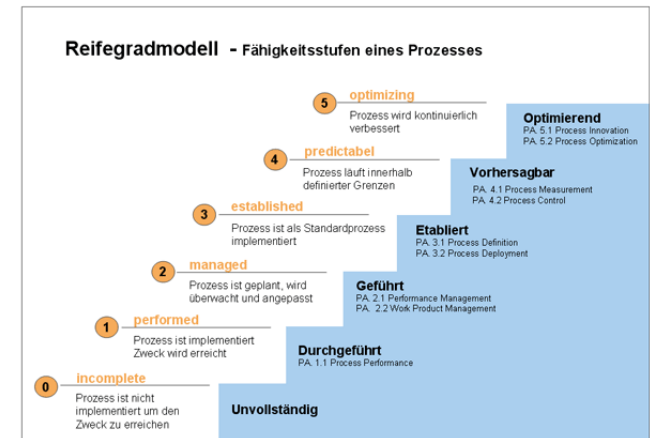 Reifegradmodell - Fähigkeitsstufen eines Prozesses
5
optimizing
Prozess wird kontinuierlich
verbessert
Optimierend
PA. 5.1 Process Innovation
PA. 5.2 Process Optimization
4
predictabel
Prozess läuft innerhalb
definierter Grenzen
Vorhersagbar
PA. 4.1 Process Measurement
PA. 4.2 Process Control
3
established
Prozess ist als Standardprozess
implementiert
Etabliert
PA. 3.1 Process Definition
PA. 3.2 Process Deployment
2
managed
Prozess ist geplant, wird
überwacht und angepasst
Geführt
PA. 2.1 Performance Management
PA. 2.2 Work Product Management
1
performed
Prozess ist implementiert
Zweck wird erreicht
Durchgeführt
PA. 1.1 Process Performance
0
incomplete
Prozess ist nicht
implementiert um den
Zweck zu erreichen
Unvollständig